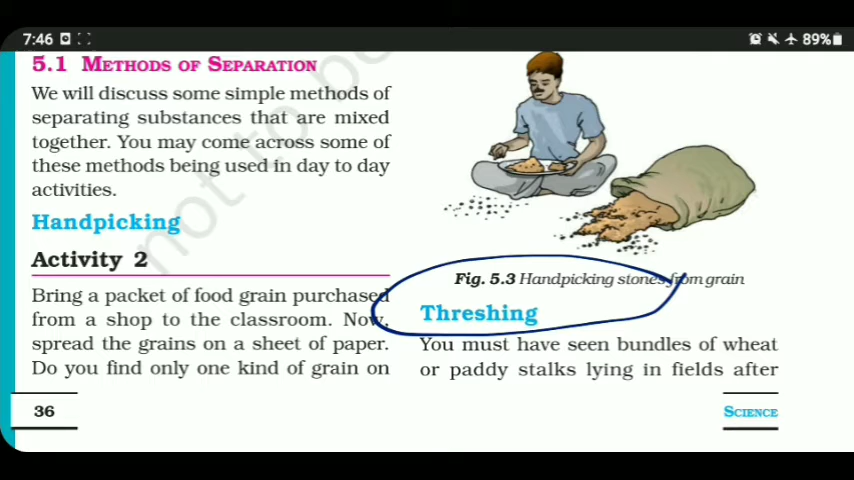 7:46
89%
5.1 METHODS OF SEPARATION
We will discuss some simple methods of
separating substances that are mixed
together. You may come across some of
these methods being used in day to day
activities.
Handpicking
Activity 2
Bring a packet of food grain purchased
from a shop to the classroom. Now,
spread the grains on a sheet of paper.
Do you find only one kind of grain on
Fig. 5.3 Handpicking stones from grain
Threshing
You must have seen bundles of wheat
or paddy stalks lying in fields after
36
SCIENCE
not to be